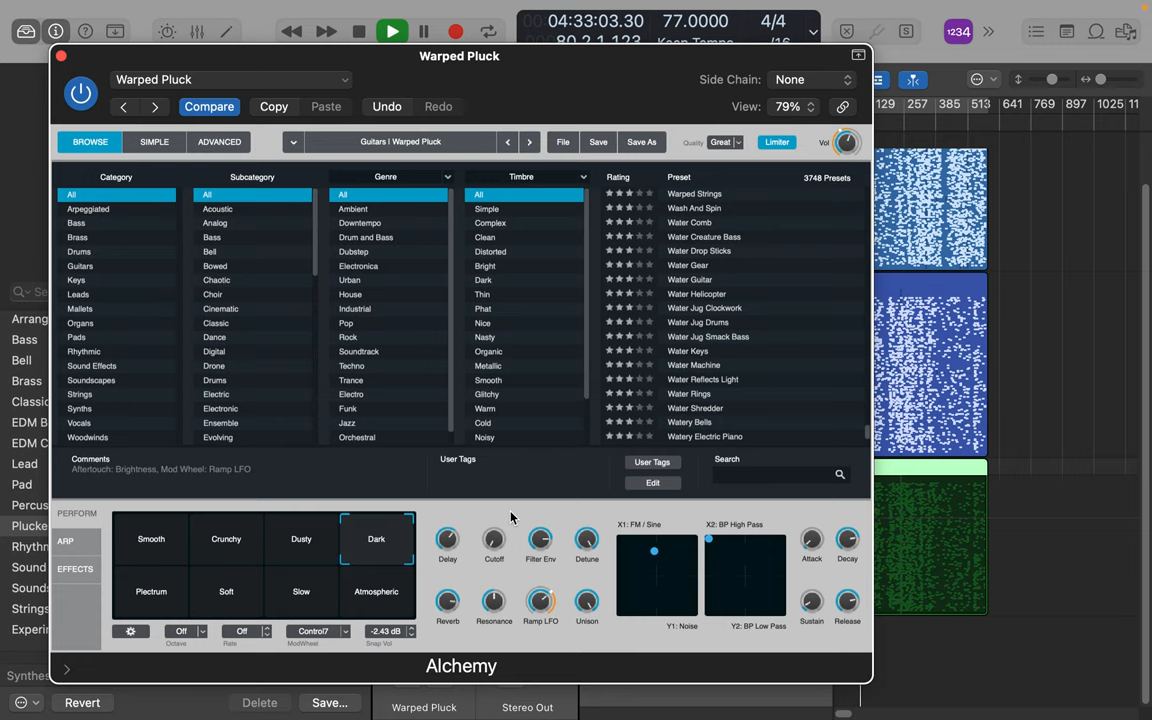 04:33:03.30 77.0000 4/4
80 2 1 123 Keep Tempo /16
1234
Warped Pluck
Warped Pluck
Side Chain: None
Compare Copy Paste Undo Redo
View: 79%
129 257 385 513 641 769 897 1025 11
BROWSE SIMPLE ADVANCED
Guitars | Warped Pluck
File Save Save As
Quality Great Limiter Vol
Category Subcategory Genre Timbre Rating Preset 3748 Presets
All All All All Warped Strings
Arpeggiated Acoustic Ambient Simple Wash And Spin
Bass Analog Downtempo Complex Water Comb
Brass Bass Drum and Bass Clean Water Creature Bass
Drums Bell Dubstep Distorted Water Drop Sticks
Guitars Bowed Electronica Bright Water Gear
Keys Chaotic Urban Dark Water Guitar
Leads Choir House Thin Water Helicopter
Mallets Cinematic Industrial Phat Water Jug Clockwork
Organs Classic Pop Nice Water Jug Drums
Pads Dance Rock Nasty Water Jug Smack Bass
Rhythmic Digital Soundtrack Organic Water Keys
Sound Effects Drone Techno Metallic Water Machine
Soundscapes Drums Trance Smooth Water Reflects Light
Strings Electric Electro Glitchy Water Rings
Synths Electronic Funk Warm Water Shredder
Vocals Ensemble Jazz Cold Watery Bells
Woodwinds Evolving Orchestral Noisy Watery Electric Piano
Comments
Aftertouch: Brightness, Mod Wheel: Ramp LFO
User Tags
User Tags
Edit
Search
PERFORM
ARP
EFFECTS
Smooth Crunchy Dusty Dark
Plectrum Soft Slow Atmospheric
Off Off Control7 -2.43 dB
Octave Rate ModWheel Snap Vol
Delay Cutoff Filter Env Detune
Reverb Resonance Ramp LFO Unison
X1: FM / Sine X2: BP High Pass
Y1: Noise Y2: BP Low Pass
Attack Decay
Sustain Release
Alchemy
Se
Arrang
Bass
Bell
Brass
Classic
EDM B
EDM C
Lead
Pad
Percus
Plucke
Rhythm
Sound
Sounds
Strings
Experin
Synthes
Revert Delete Save...
Warped Pluck Stereo Out